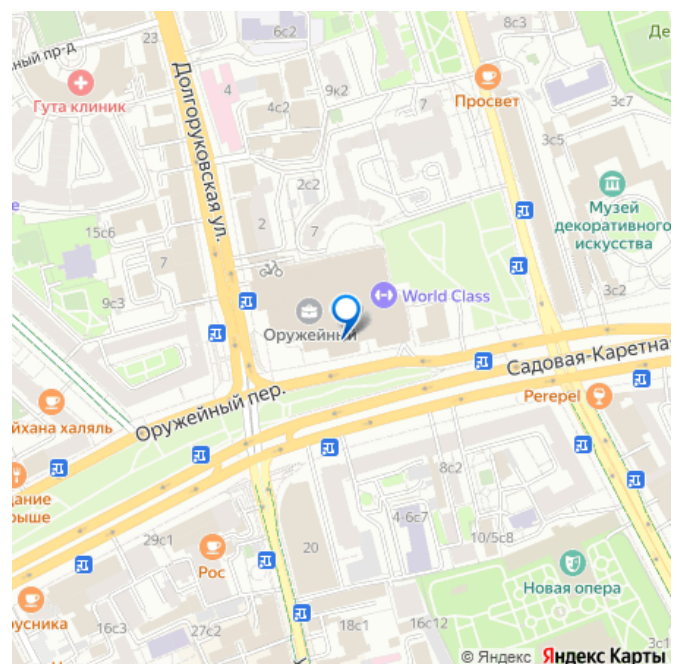 8с3
Де
23
6с2
ный пр-д
Гута клиник
4
9к2
4с2
7
Просвет
3с7
3с5
Долгоруковская ул.
2с2
Музей
декоративного
искусства
е
15с6
2
7
7
9с3
3с2
World Class
Оружейный
Садовая-Каретна
Оружейный пер.
Perepel
йхана халяль
8с2
дание
рыше
4-6с7
29с1
20
10/5с8
Рос
Новая опера
русника
16с3
27с2
18с1
16с12
3с1
© Яндекс Яндекс Карты